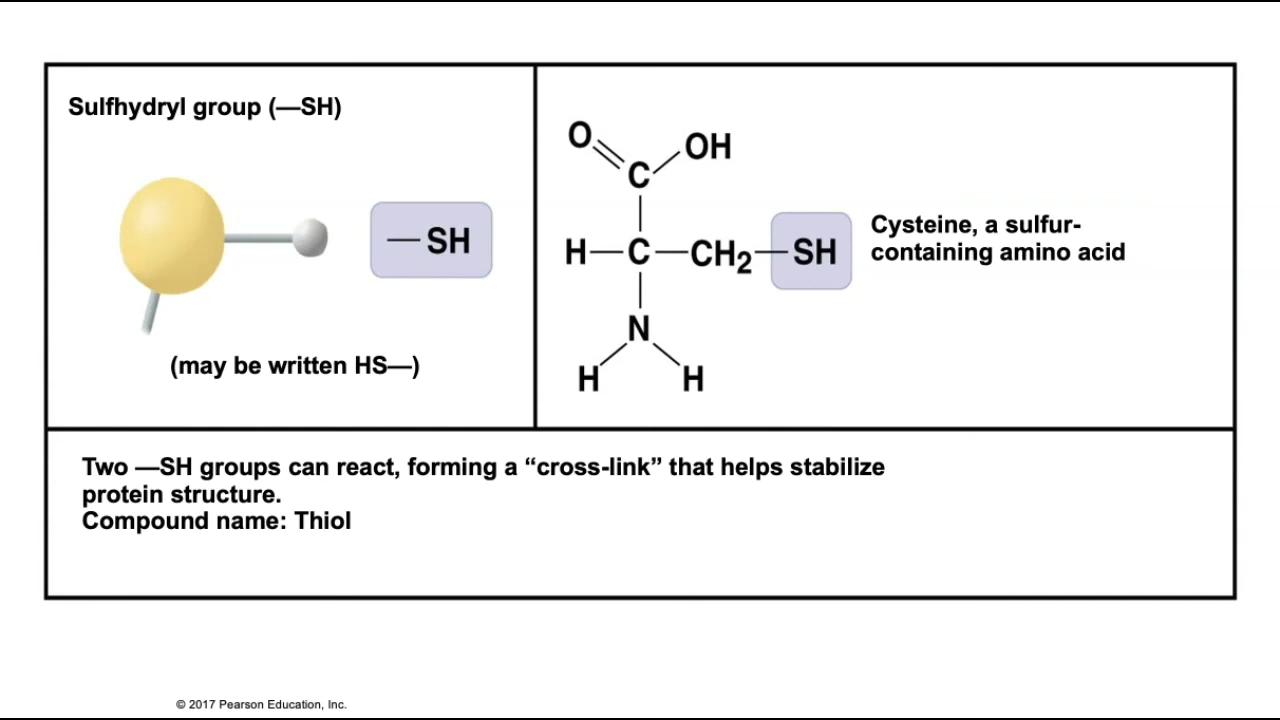 Sulfhydryl group (—SH)
—SH
(may be written HS—)
O
OH
C
H—C—CH₂—SH
Cysteine, a sulfur-
containing amino acid
N
H H
Two —SH groups can react, forming a “cross-link” that helps stabilize
protein structure.
Compound name: Thiol
© 2017 Pearson Education, Inc.